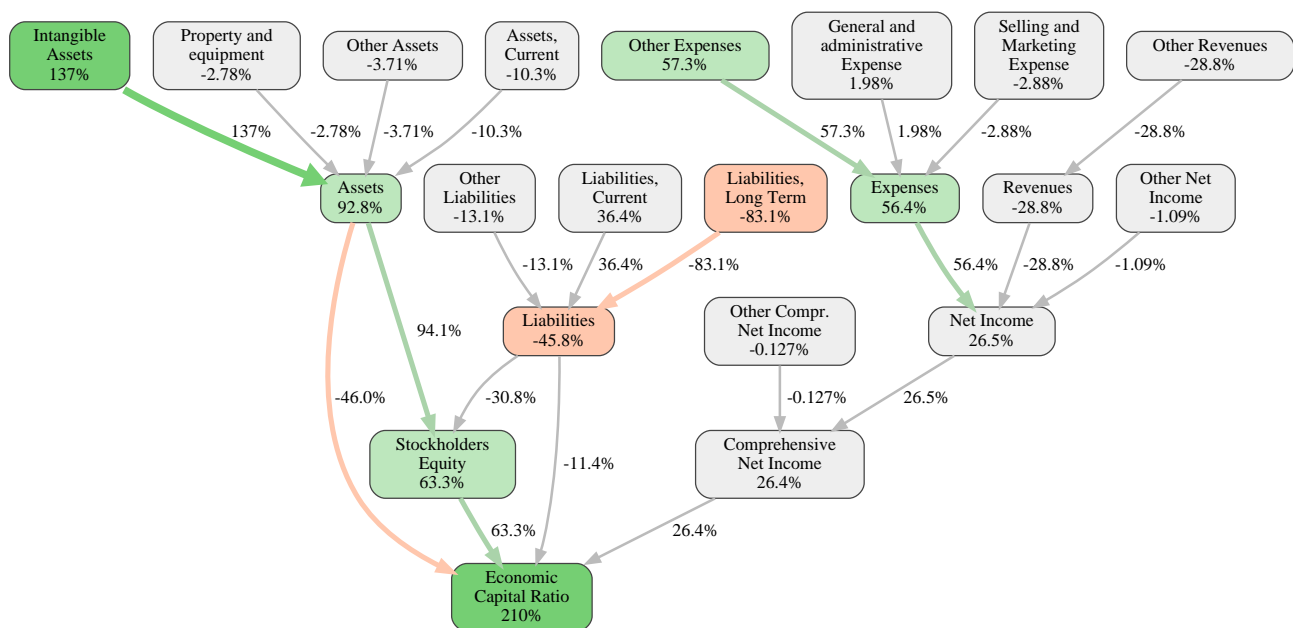 Intangible
Assets
137%
Property and
equipment
-2.78%
Other Assets
-3.71%
Assets,
Current
-10.3%
Other Expenses
57.3%
General and
administrative
Expense
1.98%
Selling and
Marketing
Expense
-2.88%
Other Revenues
-28.8%
137%
-2.78%
-3.71%
-10.3%
57.3%
1.98%
-2.88%
-28.8%
Assets
92.8%
Other
Liabilities
-13.1%
Liabilities,
Current
36.4%
Liabilities,
Long Term
-83.1%
Expenses
56.4%
Revenues
-28.8%
Other Net
Income
-1.09%
-13.1%
36.4%
-83.1%
56.4%
-28.8%
-1.09%
Liabilities
-45.8%
Other Compr.
Net Income
-0.127%
Net Income
26.5%
94.1%
-46.0%
-30.8%
-0.127%
26.5%
Stockholders
Equity
63.3%
-11.4%
Comprehensive
Net Income
26.4%
63.3%
26.4%
Economic
Capital Ratio
210%